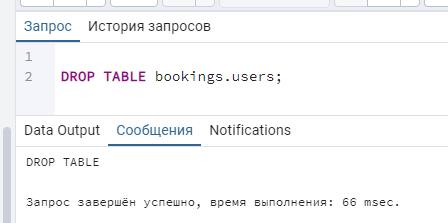 Запрос История запросов
1
2 DROP TABLE bookings.users;
Data Output Сообщения Notifications
DROP TABLE
Запрос завершён успешно, время выполнения: 66 msec.